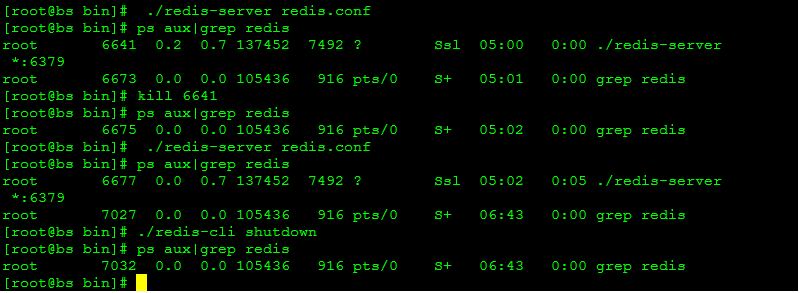 [root@bs bin]#  ./redis-server redis.conf
[root@bs bin]# ps aux|grep redis
root      6641  0.2  0.7 137452  7492 ?        Ssl  05:00   0:00 ./redis-server
 *:6379
root      6673  0.0  0.0 105436   916 pts/0    S+   05:01   0:00 grep redis
[root@bs bin]# kill 6641
[root@bs bin]# ps aux|grep redis
root      6675  0.0  0.0 105436   916 pts/0    S+   05:02   0:00 grep redis
[root@bs bin]#  ./redis-server redis.conf
[root@bs bin]# ps aux|grep redis
root      6677  0.0  0.7 137452  7492 ?        Ssl  05:02   0:05 ./redis-server
 *:6379
root      7027  0.0  0.0 105436   916 pts/0    S+   06:43   0:00 grep redis
[root@bs bin]# ./redis-cli shutdown
[root@bs bin]# ps aux|grep redis
root      7032  0.0  0.0 105436   916 pts/0    S+   06:43   0:00 grep redis
[root@bs bin]#